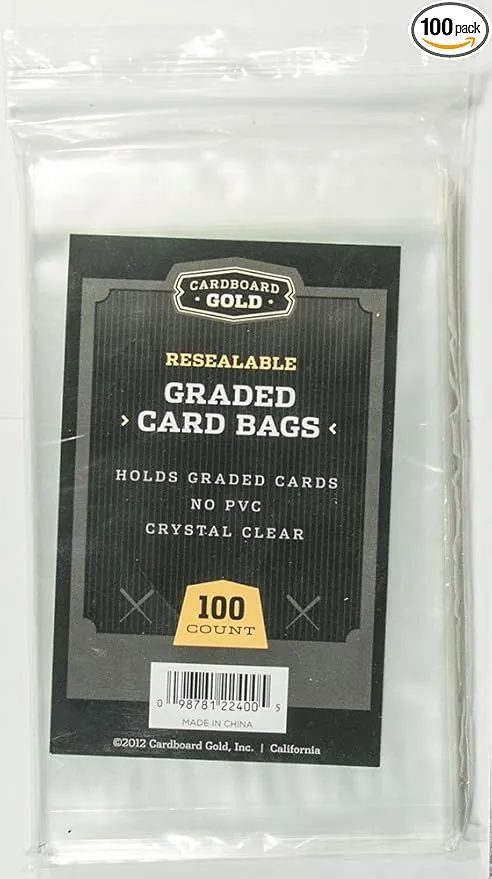 100 pack
CARDBOARD
GOLD
RESEALABLE
GRADED
CARD BAGS
HOLDS GRADED CARDS
NO PVC
CRYSTAL CLEAR
100
COUNT
0 98781 22400 5
MADE IN CHINA
©2012 Cardboard Gold, Inc. | California